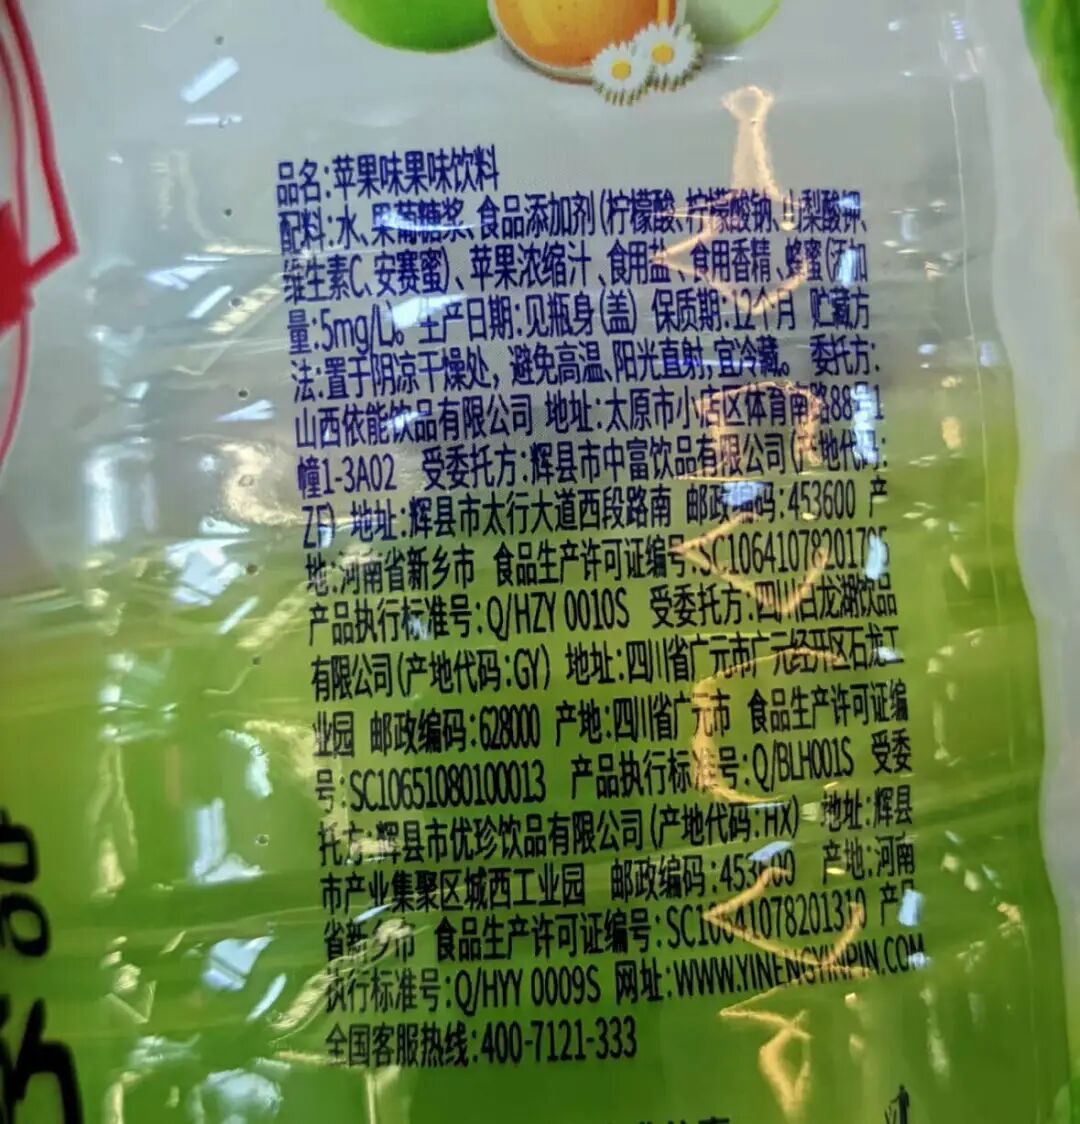 品名:苹果味果味饮料
配料:水、果葡糖浆、食品添加剂(柠檬酸、柠檬酸钠、山梨酸钾、
维生素C、安赛蜜)、苹果浓缩汁、食用盐、食用香精、蜂蜜(添加
量:5mg/L)。生产日期:见瓶身(盖) 保质期:12个月 贮藏方
法:置于阴凉干燥处, 避免高温、阳光直射,宜冷藏。 委托方:
山西依能饮品有限公司 地址:太原市小店区体育南路88号1
幢1-3A02 受委托方:辉县市中富饮品有限公司(产地代码:
ZF) 地址:辉县市太行大道西段路南 邮政编码:453600 产
地:河南省新乡市 食品生产许可证编号:SC10641078201795
产品执行标准号:Q/HZY 0010S 受委托方:四川白龙湖饮品
有限公司(产地代码:GY) 地址:四川省广元市广元经开区石龙工
业园 邮政编码:628000 产地:四川省广元市 食品生产许可证编
号:SC10651080100013 产品执行标准号:Q/BLH001S 受委
托方:辉县市优珍饮品有限公司(产地代码:HX) 地址:辉县
市产业集聚区城西工业园 邮政编码:453600 产地:河南
省新乡市 食品生产许可证编号:SC10641078201310 产品
执行标准号:Q/HYY 0009S 网址:WWW.YINENGYINPIN.COM
全国客服热线:400-7121-333